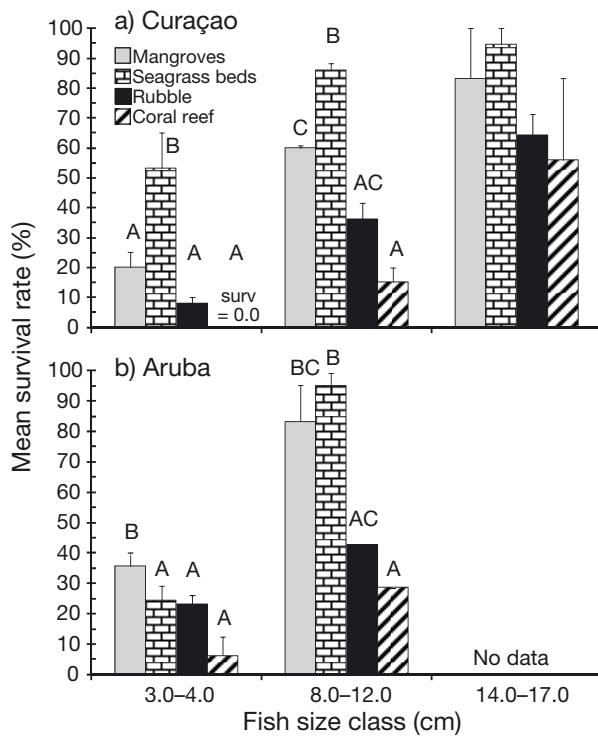 a) Curaçao
Mangroves
Seagrass beds
Rubble
Coral reef
100
90
80
70
60
50
40
30
20
10
0
A
B
A
A
surv
= 0.0
C
B
AC
A
Mean survival rate (%)
b) Aruba
100
90
80
70
60
50
40
30
20
10
0
B
A
A
A
BC
B
AC
A
No data
3.0–4.0
8.0–12.0
14.0–17.0
Fish size class (cm)